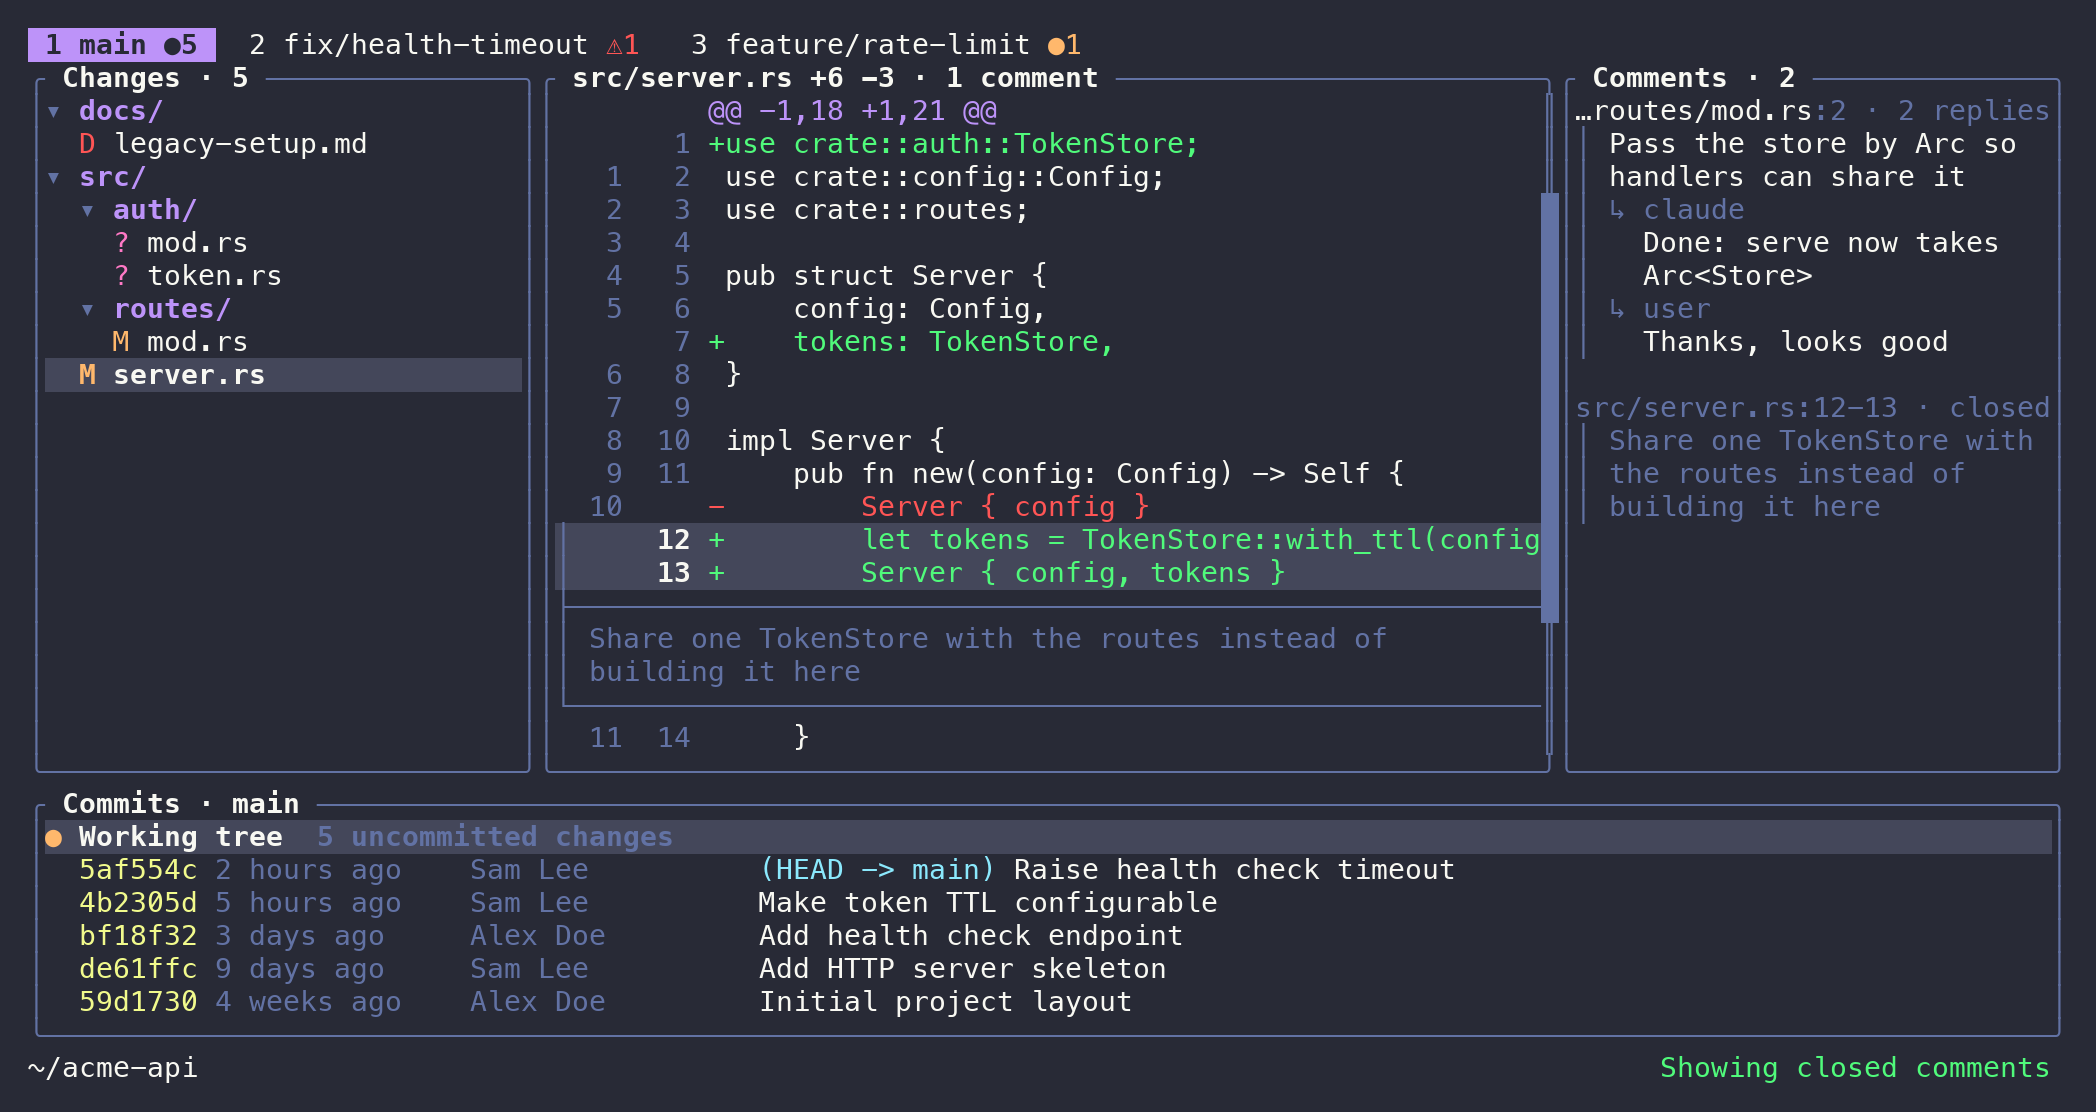 1 main ●5  2 fix/health-timeout ⚠1  3 feature/rate-limit ●1
Changes · 5
▾ docs/
D legacy-setup.md
▾ src/
▾ auth/
? mod.rs
? token.rs
▾ routes/
M mod.rs
M server.rs
src/server.rs +6 −3 · 1 comment
@@ −1,18 +1,21 @@
1 +use crate::auth::TokenStore;
1 2 use crate::config::Config;
2 3 use crate::routes;
3 4
4 5 pub struct Server {
5 6     config: Config,
7 +    tokens: TokenStore,
6 8 }
7 9
8 10 impl Server {
9 11     pub fn new(config: Config) −> Self {
10 −        Server { config }
12 +        let tokens = TokenStore::with_ttl(config
13 +        Server { config, tokens }
Share one TokenStore with the routes instead of
building it here
11 14     }
Comments · 2
…routes/mod.rs:2 · 2 replies
Pass the store by Arc so
handlers can share it
↳ claude
Done: serve now takes
Arc<Store>
↳ user
Thanks, looks good
src/server.rs:12−13 · closed
Share one TokenStore with
the routes instead of
building it here
Commits · main
● Working tree  5 uncommitted changes
5af554c 2 hours ago    Sam Lee    (HEAD −> main) Raise health check timeout
4b2305d 5 hours ago    Sam Lee    Make token TTL configurable
bf18f32 3 days ago    Alex Doe    Add health check endpoint
de61ffc 9 days ago    Sam Lee    Add HTTP server skeleton
59d1730 4 weeks ago    Alex Doe    Initial project layout
~/acme−api
Showing closed comments